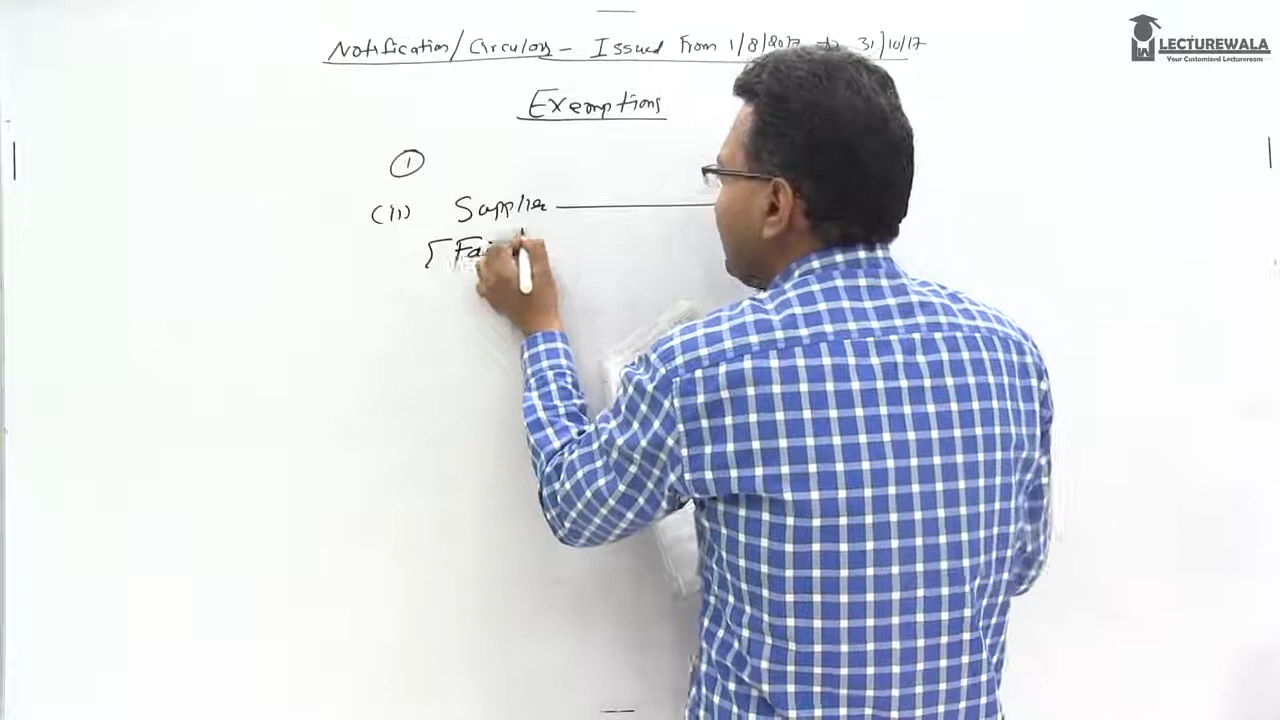 LECTUREWALA
Your Customized Lectureroom
Notification/Circulars - Issued From 1/8/2017 to 31/10/17
Exemptions
1
(ii) Supplier
[Fai